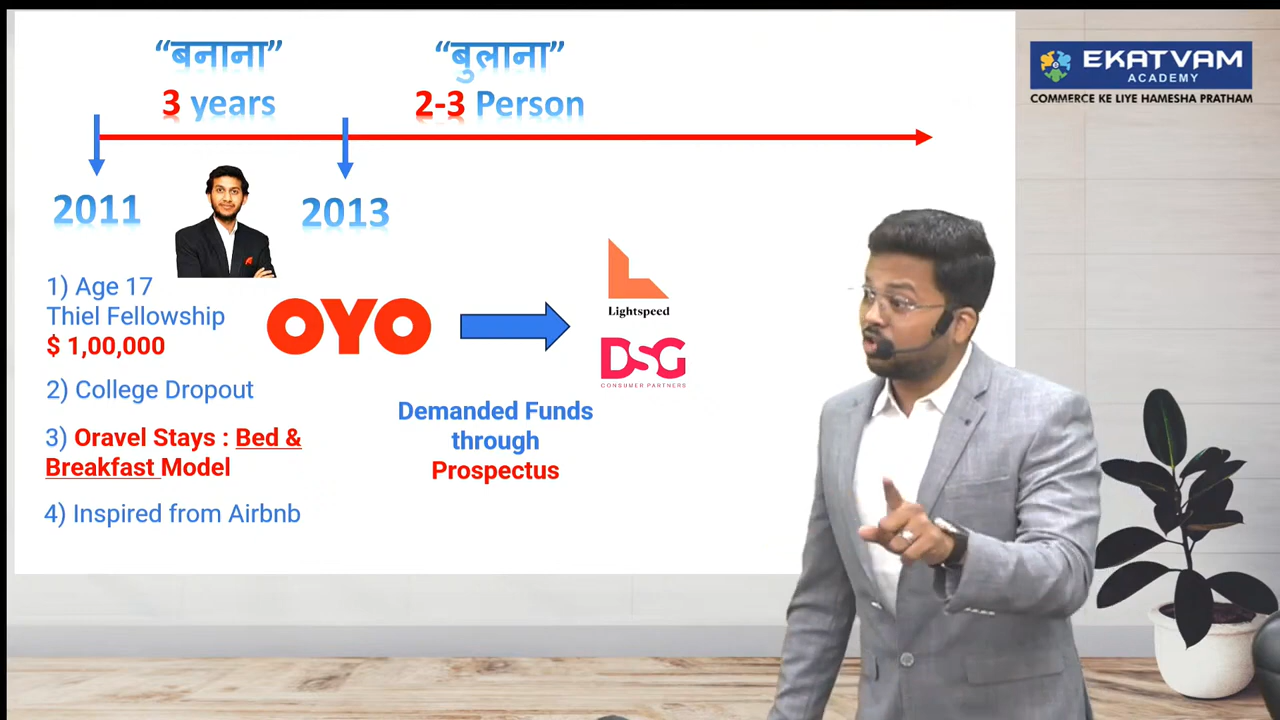 “बनाना”
3 years
“बुलाना”
2-3 Person
2011
2013
1) Age 17
Thiel Fellowship
$ 1,00,000
2) College Dropout
3) Oravel Stays : Bed &
Breakfast Model
4) Inspired from Airbnb
OYO
Lightspeed
DSG
CONSUMER PARTNERS
Demanded Funds
through
Prospectus
EKATVAM
ACADEMY
COMMERCE KE LIYE HAMESHA PRATHAM